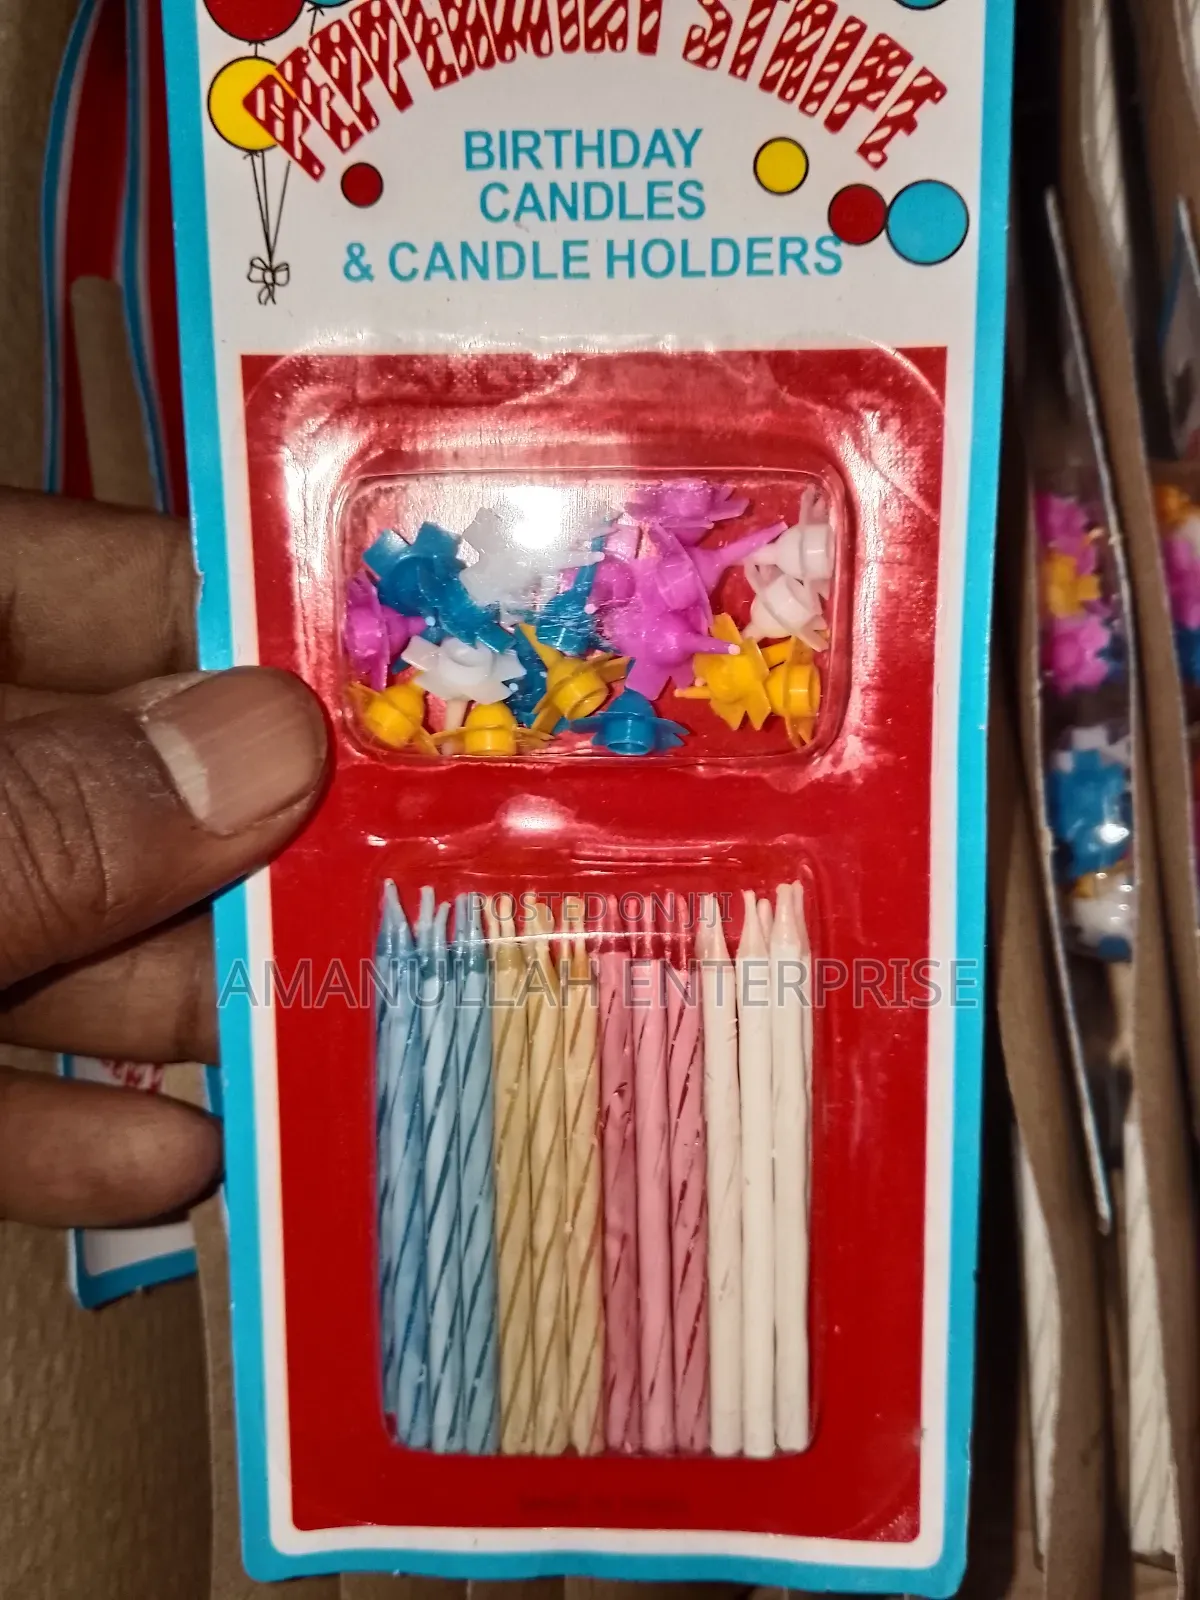 PEPPERMINT STRIPE
BIRTHDAY
CANDLES
& CANDLE HOLDERS
POSTED ON JIJI
AMANULLAH ENTERPRISE